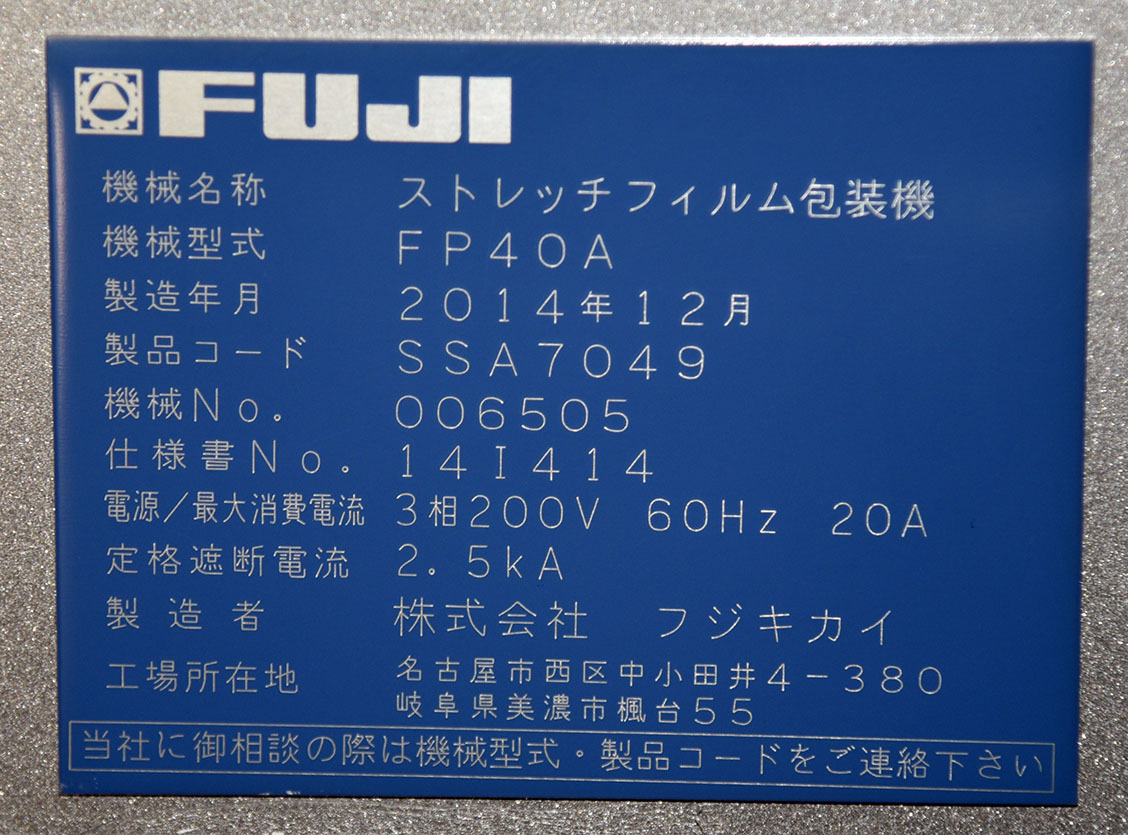 FUJI
機械名称 ストレッチフィルム包装機
機械型式 FP40A
製造年月 2014年12月
製品コード SSA7049
機械No. 006505
仕様書No. 14I414
電源/最大消費電流 3相200V 60Hz 20A
定格遮断電流 2.5kA
製造者 株式会社 フジキカイ
工場所在地 名古屋市西区中小田井4-380
岐阜県美濃市楓台55
当社に御相談の際は機械型式・製品コードをご連絡下さい